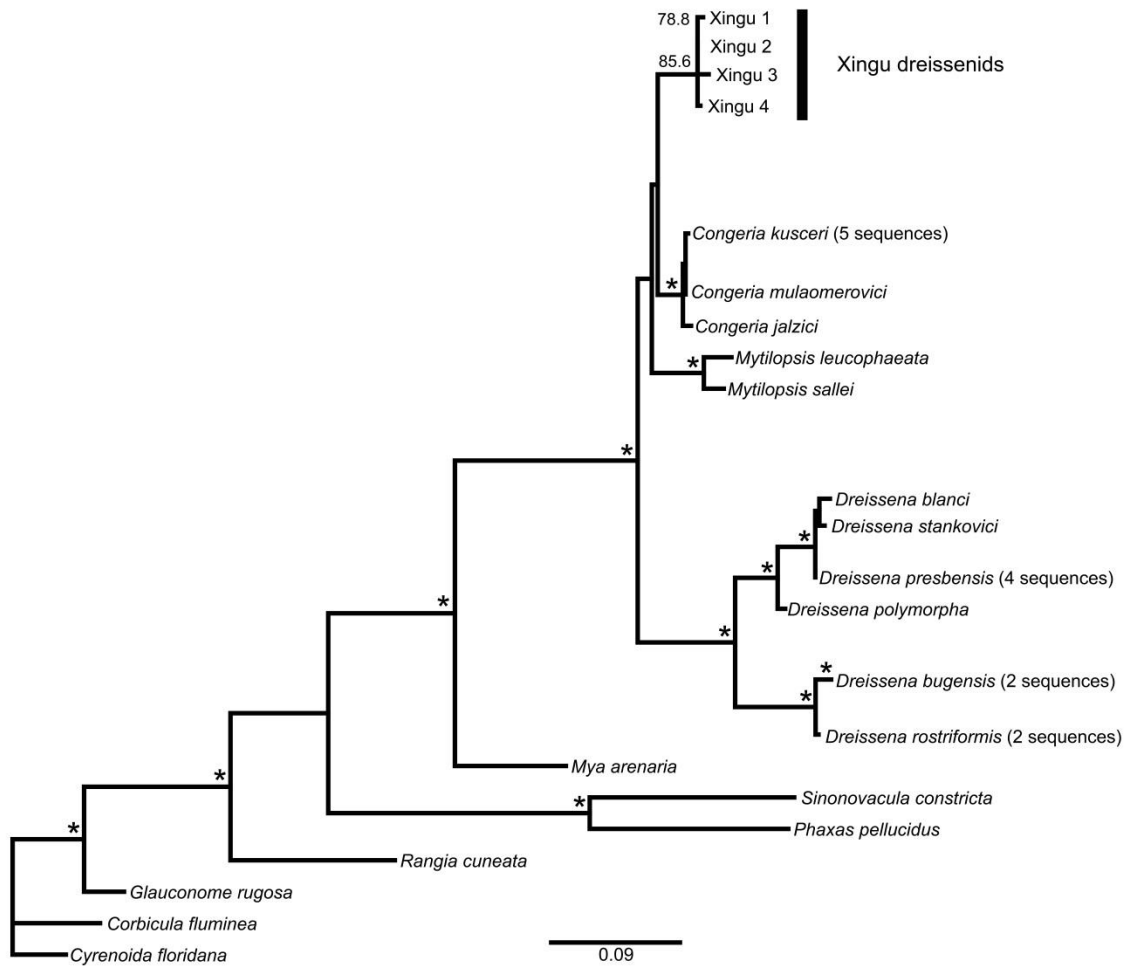 78.8
Xingu 1
Xingu 2
85.6
Xingu 3
Xingu dreissenids
Xingu 4
Congeria kusceri (5 sequences)
*
Congeria mulaomerovici
Congeria jalzici
*
Mytilopsis leucophaeata
Mytilopsis sallei
*
Dreissena blanci
Dreissena stankovici
*
*
Dreissena presbensis (4 sequences)
Dreissena polymorpha
*
*
Dreissena bugensis (2 sequences)
*
Dreissena rostriformis (2 sequences)
*
Mya arenaria
*
*
Sinonovacula constricta
Phaxas pellucidus
*
Rangia cuneata
Glauconome rugosa
Corbicula fluminea
Cyrenoida floridana
0.09